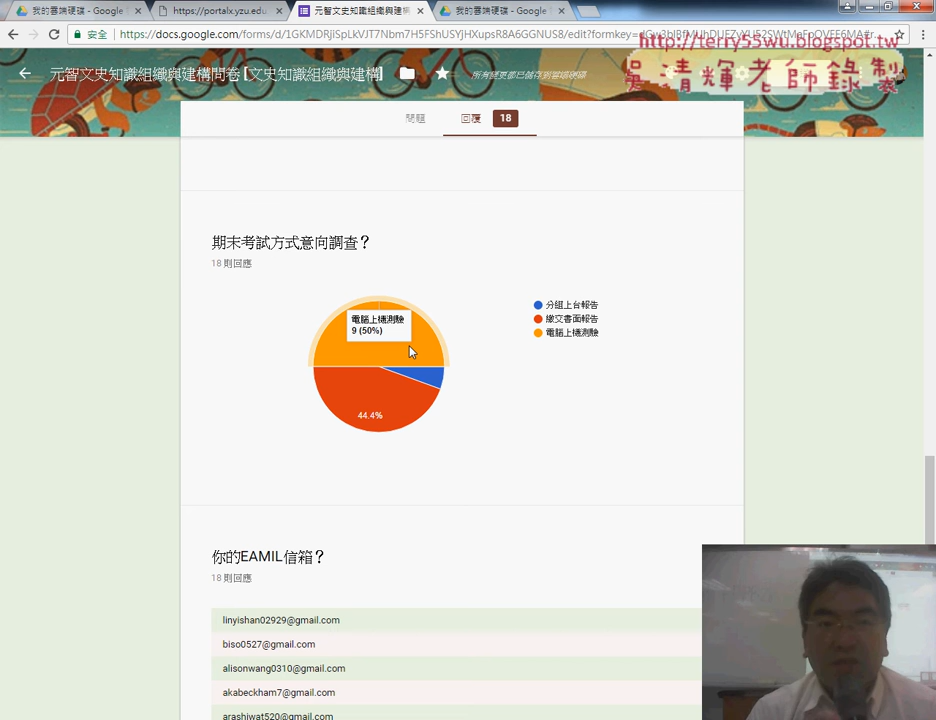 我的雲端硬碟 - Google
https://portalx.yzu.edu.
元智文史知識組織與建構
我的雲端硬碟 - Google
安全
https://docs.google.com/forms/d/1GKMDRjiSpLkVJT7Nbm7H5FShUSYjHXupsR8A6GGNUS8/edit?formkey=
http://terry55wu.blogspot.tw
元智文史知識組織與建構問卷 [文史知識組織與建構]
所有變更都已儲存到雲端硬碟
吳清輝老師錄製
問題
回覆
18
期末考試方式意向調查？
18 則回應
電腦上機測驗
9 (50%)
44.4%
分組上台報告
繳交書面報告
電腦上機測驗
你的EAMIL信箱？
18 則回應
linyishan02929@gmail.com
biso0527@gmail.com
alisonwang0310@gmail.com
akabeckham7@gmail.com
arashiwat520@gmail.com